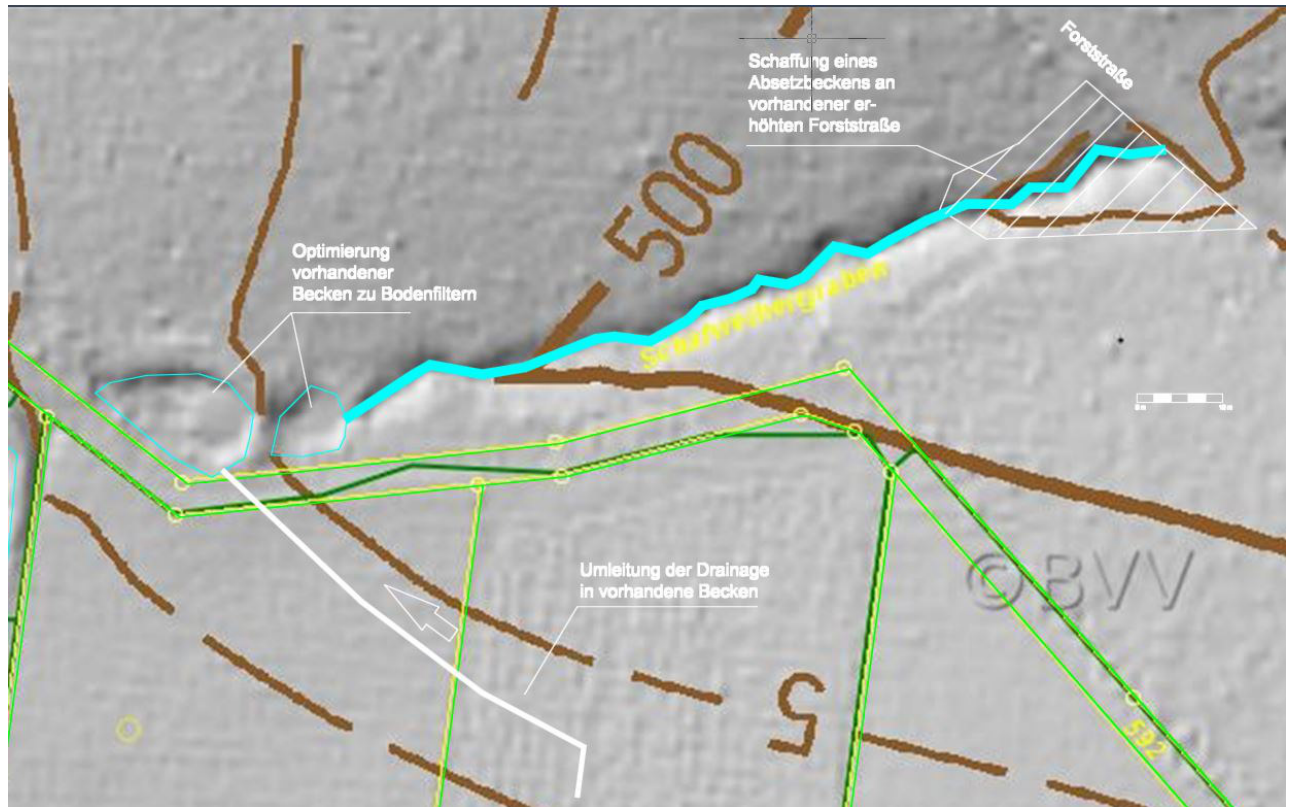 Schaffung eines
Absetzbeckens an
vorhandener er-
höhten Forststraße
Forststraße
500
Optimierung
vorhandener
Becken zu Bodenfiltern
Umleitung der Drainage
in vorhandene Becken
©BVV
5
592